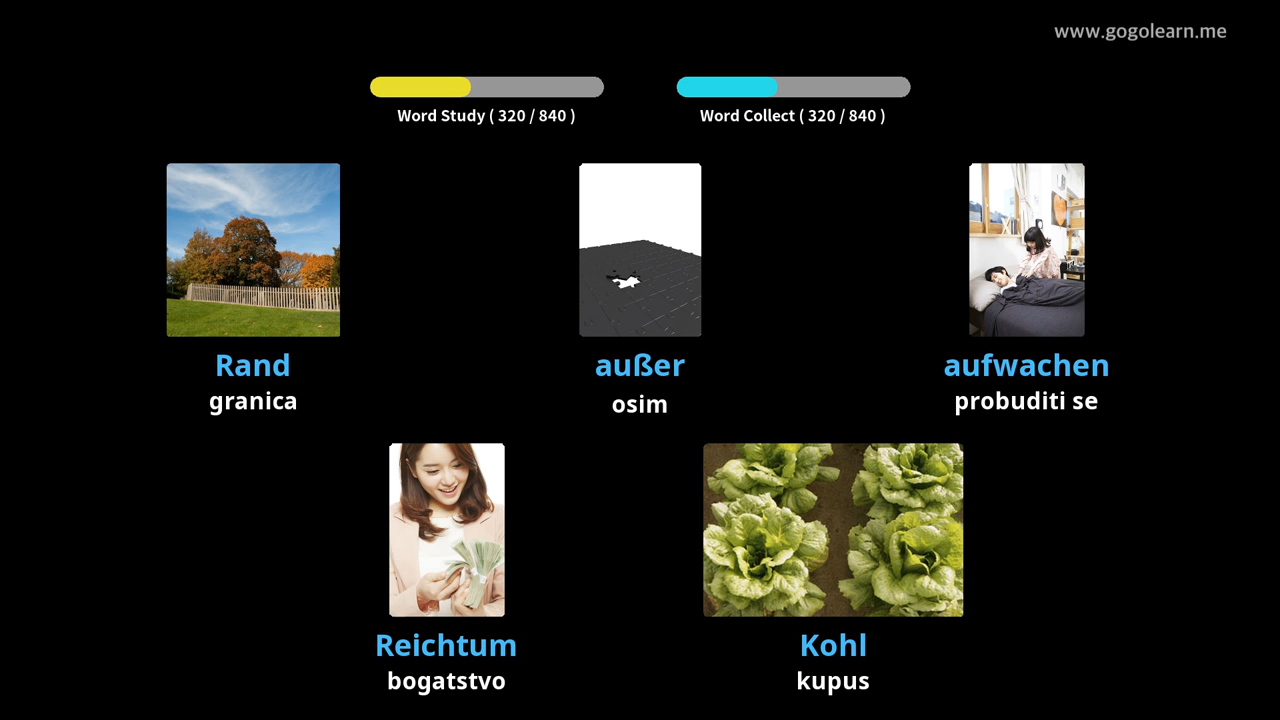 www.gogolearn.me
Word Study ( 320 / 840 )
Word Collect ( 320 / 840 )
Rand
granica
außer
osim
aufwachen
probuditi se
Reichtum
bogatstvo
Kohl
kupus